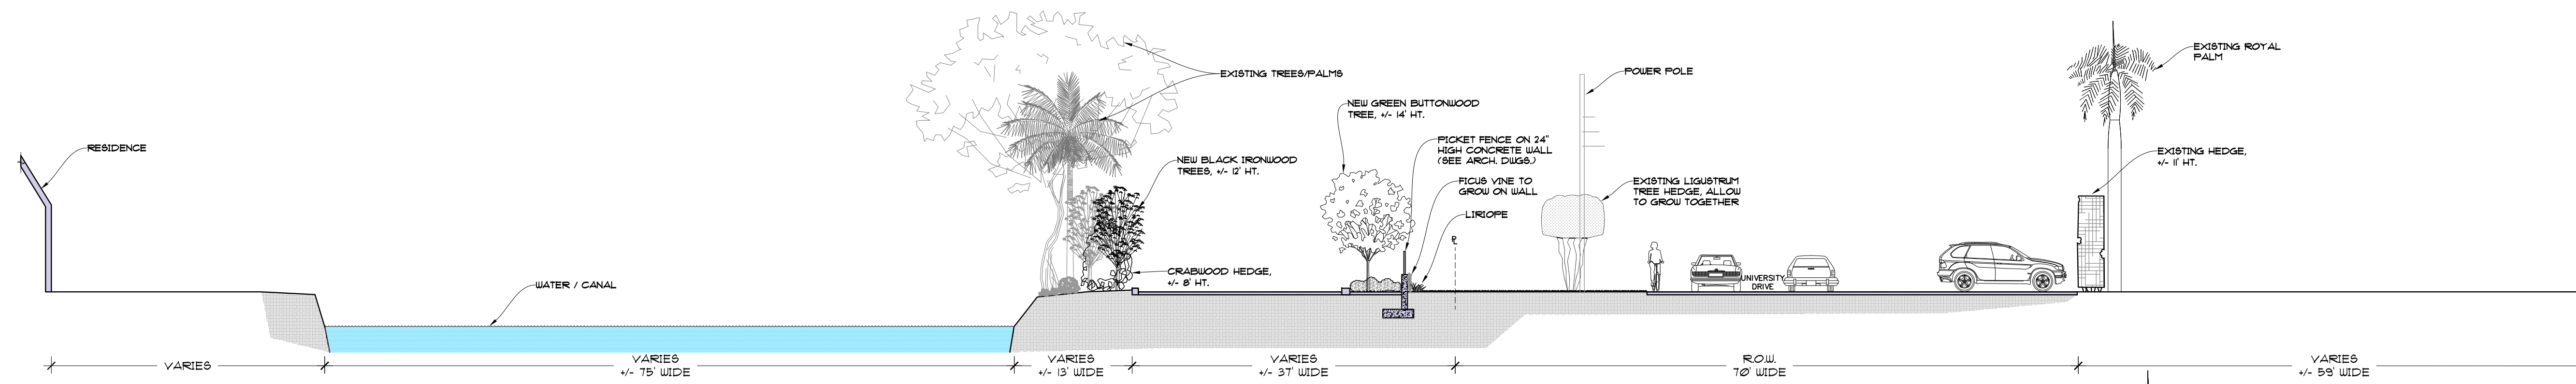 RESIDENCE
WATER / CANAL
EXISTING TREES/PALMS
NEW BLACK IRONWOOD
TREES, +/- 12' HT.
CRABWOOD HEDGE,
+/- 8' HT.
NEW GREEN BUTTONWOOD
TREE, +/- 14' HT.
PICKET FENCE ON 24"
HIGH CONCRETE WALL
(SEE ARCH. DWGS.)
FICUS VINE TO
GROW ON WALL
LIRIOPE
PL
POWER POLE
EXISTING LIGUSTRUM
TREE HEDGE, ALLOW
TO GROW TOGETHER
UNIVERSITY
DRIVE
EXISTING ROYAL
PALM
EXISTING HEDGE,
+/- 11' HT.
VARIES
VARIES
+/- 75' WIDE
VARIES
+/- 13' WIDE
VARIES
+/- 37' WIDE
R.O.W.
70' WIDE
VARIES
+/- 59' WIDE